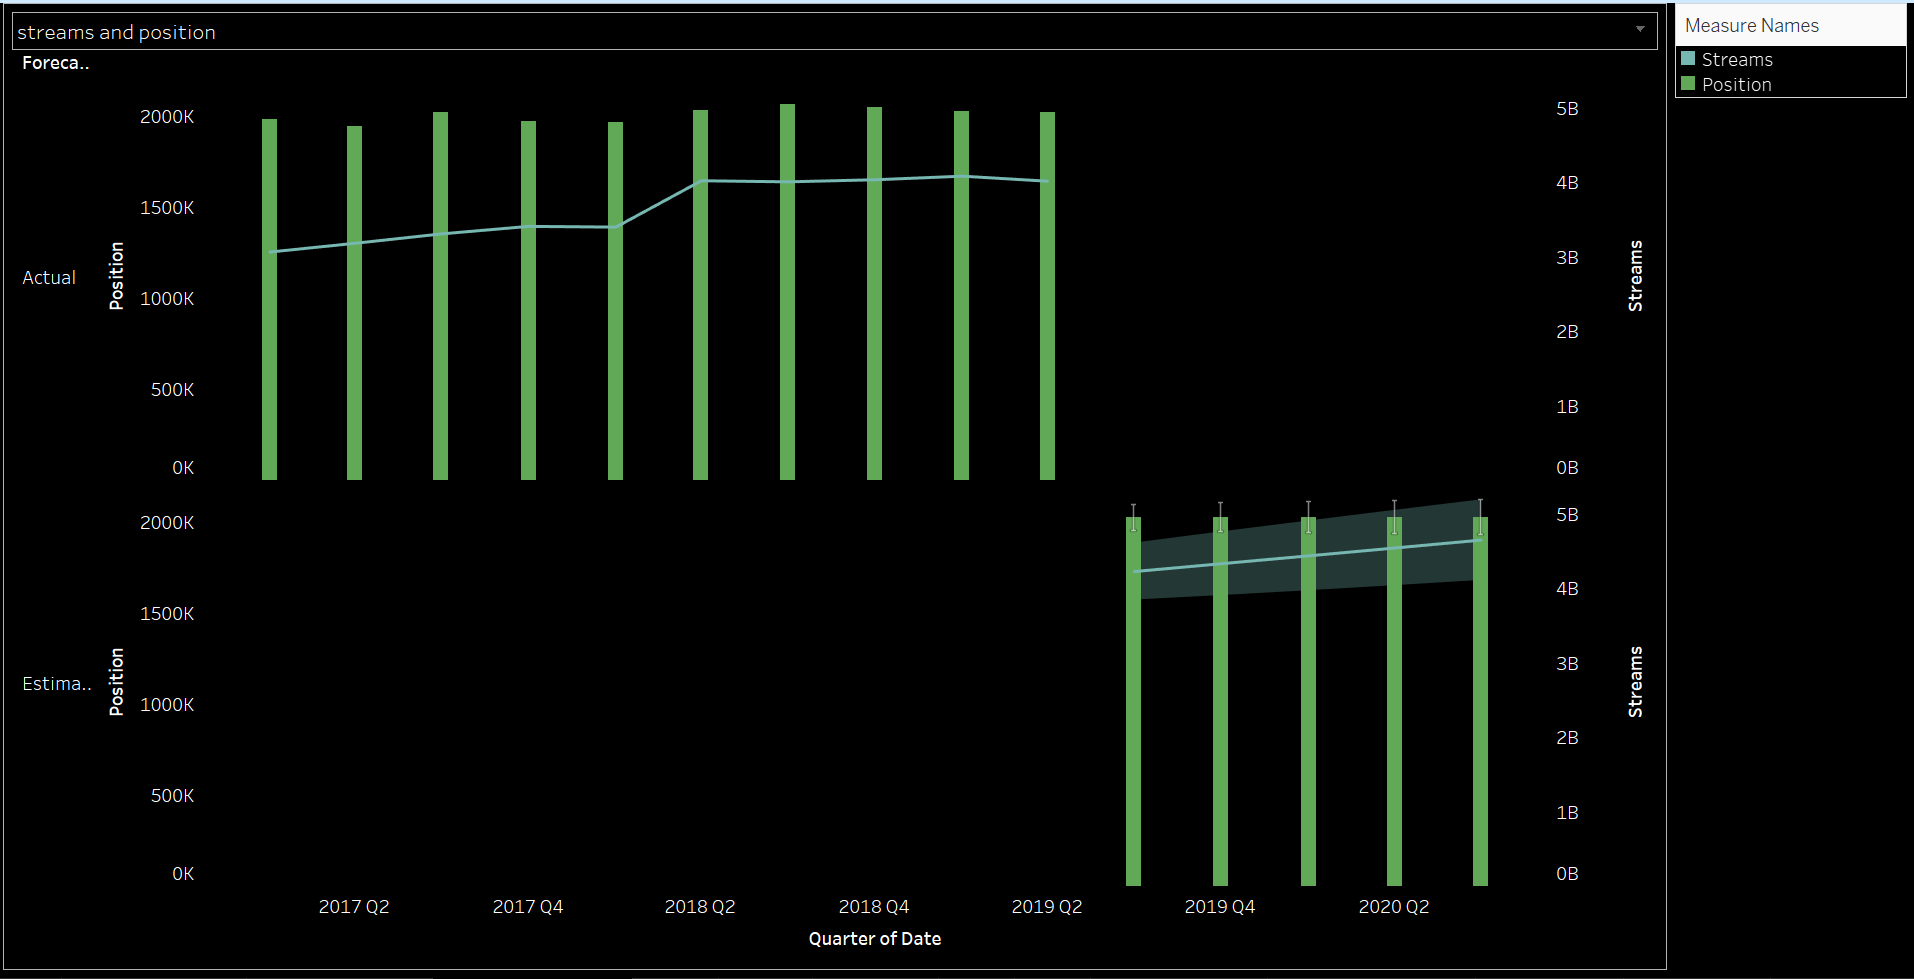 streams and position
Measure Names
Streams
Position
Foreca..
2000K
1500K
1000K
500K
0K
Position
Actual
5B
4B
3B
2B
1B
0B
Streams
2000K
1500K
1000K
500K
0K
Position
Estima..
5B
4B
3B
2B
1B
0B
Streams
2017 Q2 2017 Q4 2018 Q2 2018 Q4 2019 Q2 2019 Q4 2020 Q2
Quarter of Date